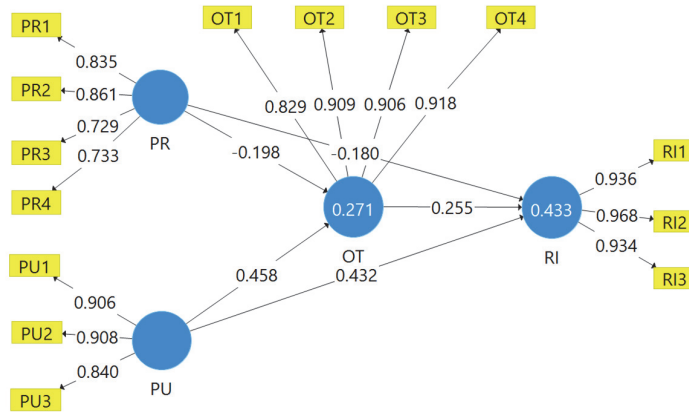 PR1
0.835
PR2
0.861
0.729
PR3
0.733
PR4
PR
OT1
OT2
OT3
OT4
0.829
0.909
0.906
0.918
-0.198
-0.180
0.271
OT
0.255
0.433
RI
0.936
RI1
0.968
RI2
0.934
RI3
0.458
0.432
PU1
0.906
PU2
0.908
0.840
PU3
PU